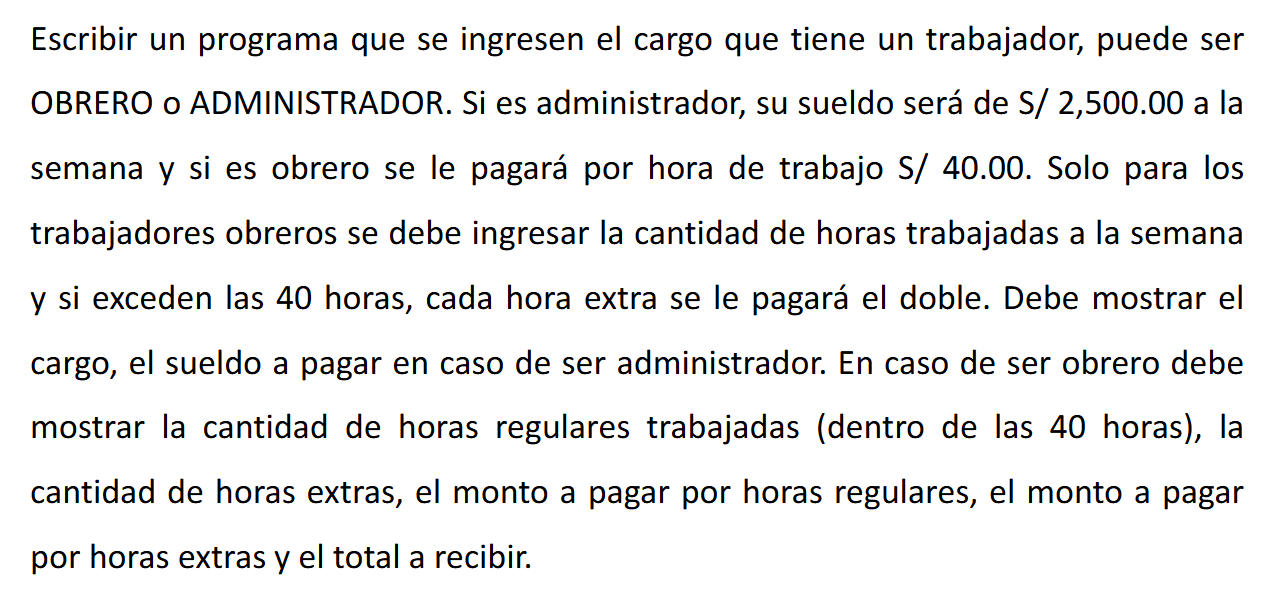 Escribir un programa que se ingresen el cargo que tiene un trabajador, puede ser
OBRERO o ADMINISTRADOR. Si es administrador, su sueldo será de S/ 2,500.00 a la
semana y si es obrero se le pagará por hora de trabajo S/ 40.00. Solo para los
trabajadores obreros se debe ingresar la cantidad de horas trabajadas a la semana
y si exceden las 40 horas, cada hora extra se le pagará el doble. Debe mostrar el
cargo, el sueldo a pagar en caso de ser administrador. En caso de ser obrero debe
mostrar la cantidad de horas regulares trabajadas (dentro de las 40 horas), la
cantidad de horas extras, el monto a pagar por horas regulares, el monto a pagar
por horas extras y el total a recibir.